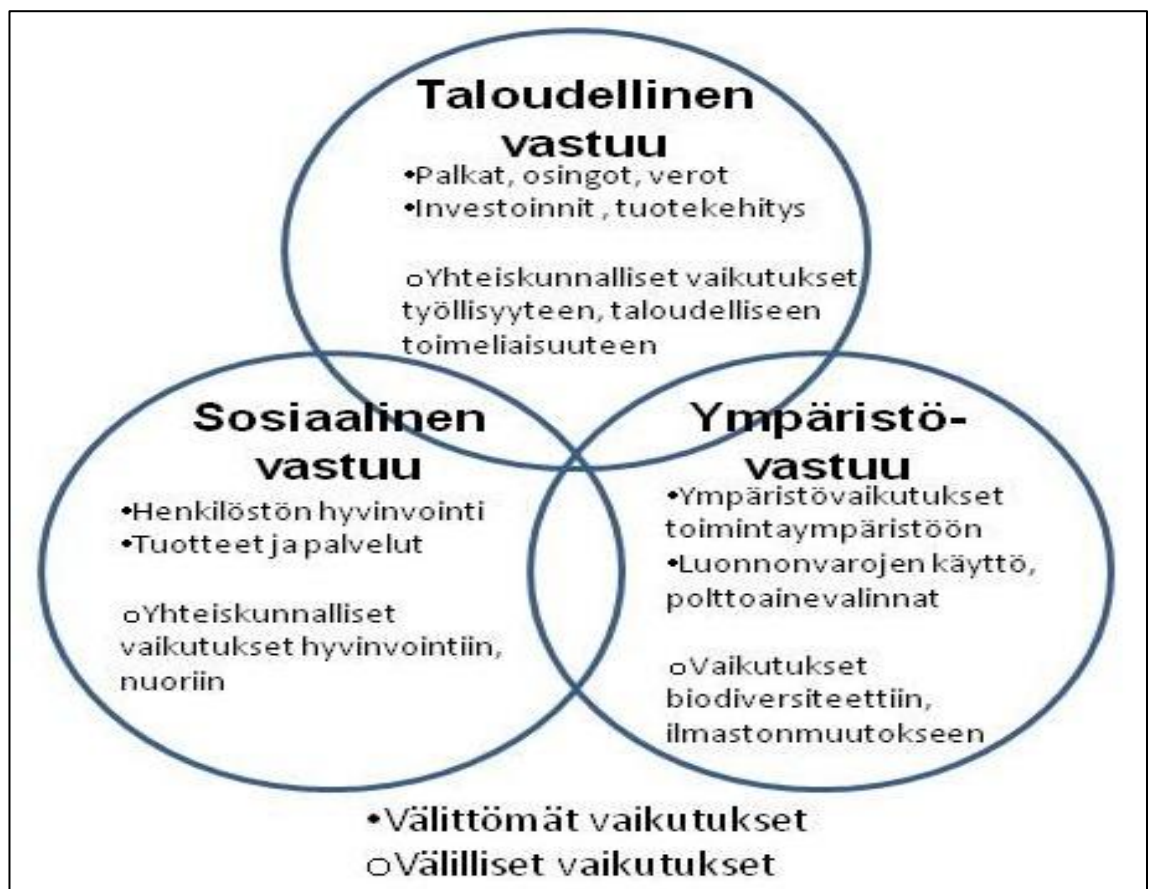 Taloudellinen
vastuu
•Palkat, osingot, verot
•Investoinnit , tuotekehitys
○Yhteiskunnalliset vaikutukset
työllisyyteen, taloudelliseen
toimeliaisuuteen
Sosiaalinen
vastuu
•Henkilöstön hyvinvointi
•Tuotteet ja palvelut
○Yhteiskunnalliset
vaikutukset hyvinvointiin,
nuoriin
Ympäristö-
vastuu
•Ympäristövaikutukset
toimintaympäristöön
•Luonnonvarojen käyttö,
polttoainevalinnat
○Vaikutukset
biodiversiteettiin,
ilmastonmuutokseen
•Välittömät vaikutukset
○Välilliset vaikutukset